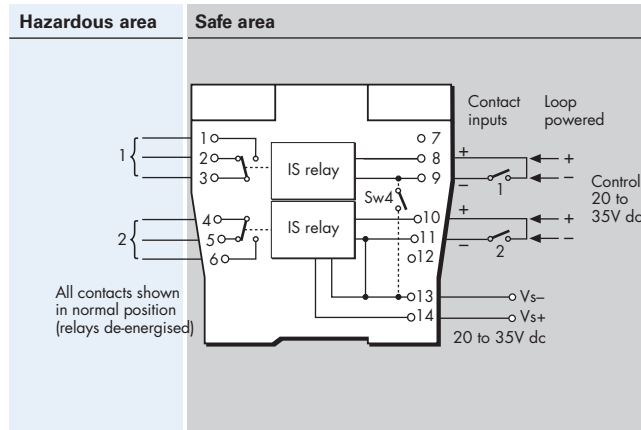 Hazardous area
Safe area
Contact inputs
Loop powered
1
1
2
3
IS relay
7
8
9
+
–
1
+
–
Sw4
Control
20 to
35V dc
2
4
5
6
IS relay
10
11
12
+
–
2
+
–
All contacts shown
in normal position
(relays de-energised)
13
14
Vs–
Vs+
20 to 35V dc